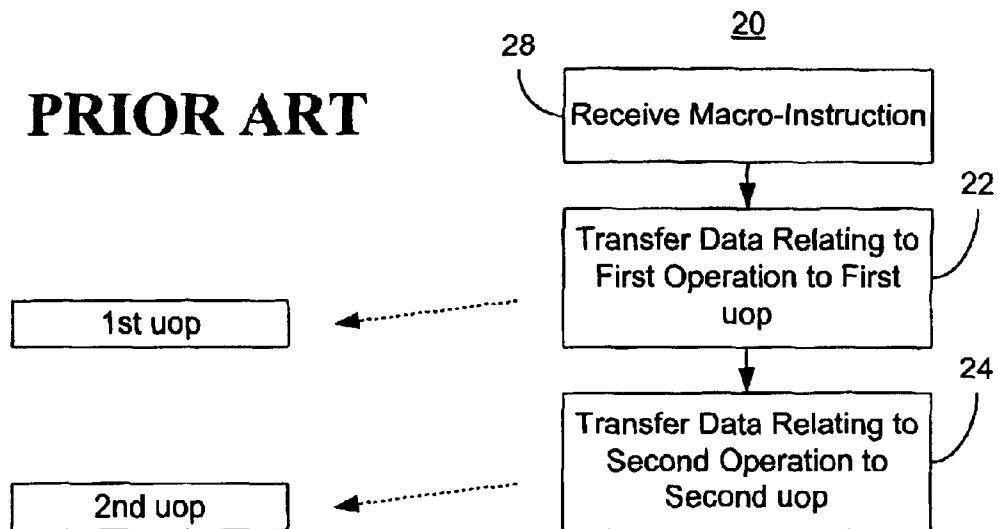 20
28
PRIOR ART
Receive Macro-Instruction
22
Transfer Data Relating to
First Operation to First
uop
1st uop
24
Transfer Data Relating to
Second Operation to
Second uop
2nd uop